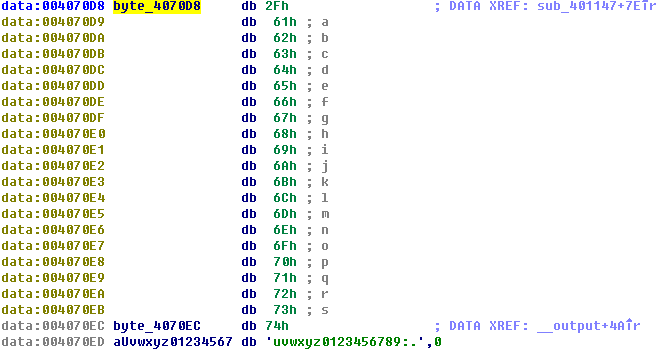 data:004070D8 byte_4070D8 db 2Fh ; DATA XREF: sub_401147+7E↑r
data:004070D9 db 61h ; a
data:004070DA db 62h ; b
data:004070DB db 63h ; c
data:004070DC db 64h ; d
data:004070DD db 65h ; e
data:004070DE db 66h ; f
data:004070DF db 67h ; g
data:004070E0 db 68h ; h
data:004070E1 db 69h ; i
data:004070E2 db 6Ah ; j
data:004070E3 db 6Bh ; k
data:004070E4 db 6Ch ; l
data:004070E5 db 6Dh ; m
data:004070E6 db 6Eh ; n
data:004070E7 db 6Fh ; o
data:004070E8 db 70h ; p
data:004070E9 db 71h ; q
data:004070EA db 72h ; r
data:004070EB db 73h ; s
data:004070EC byte_4070EC db 74h ; DATA XREF: __output+4A↑r
data:004070ED aUvwxyz01234567 db 'uvwxyz0123456789:.',0